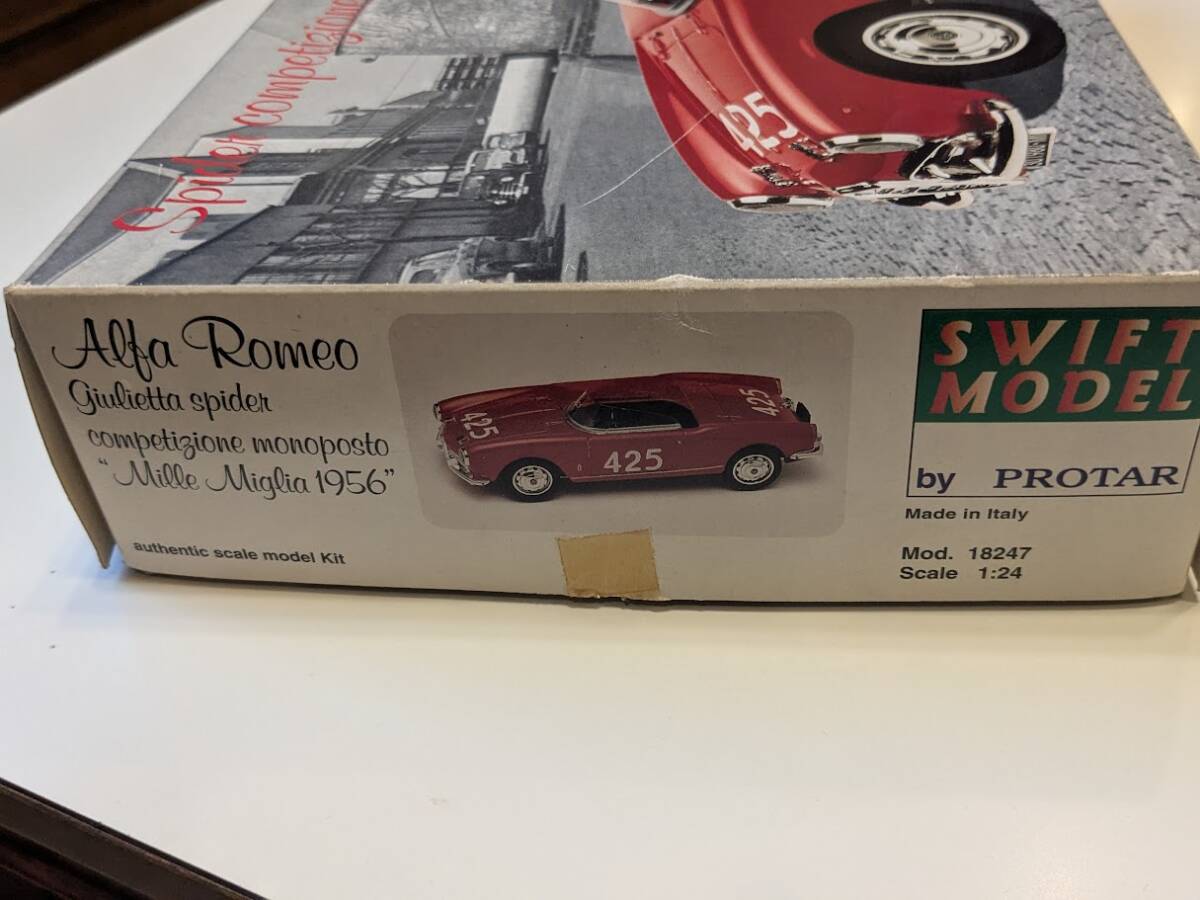 Spider competizione
425
Alfa Romeo
Giulietta spider
competizione monoposto
"Mille Miglia 1956"
authentic scale model Kit
425
425
425
SWIFT
MODEL
by PROTAR
Made in Italy
Mod. 18247
Scale 1:24